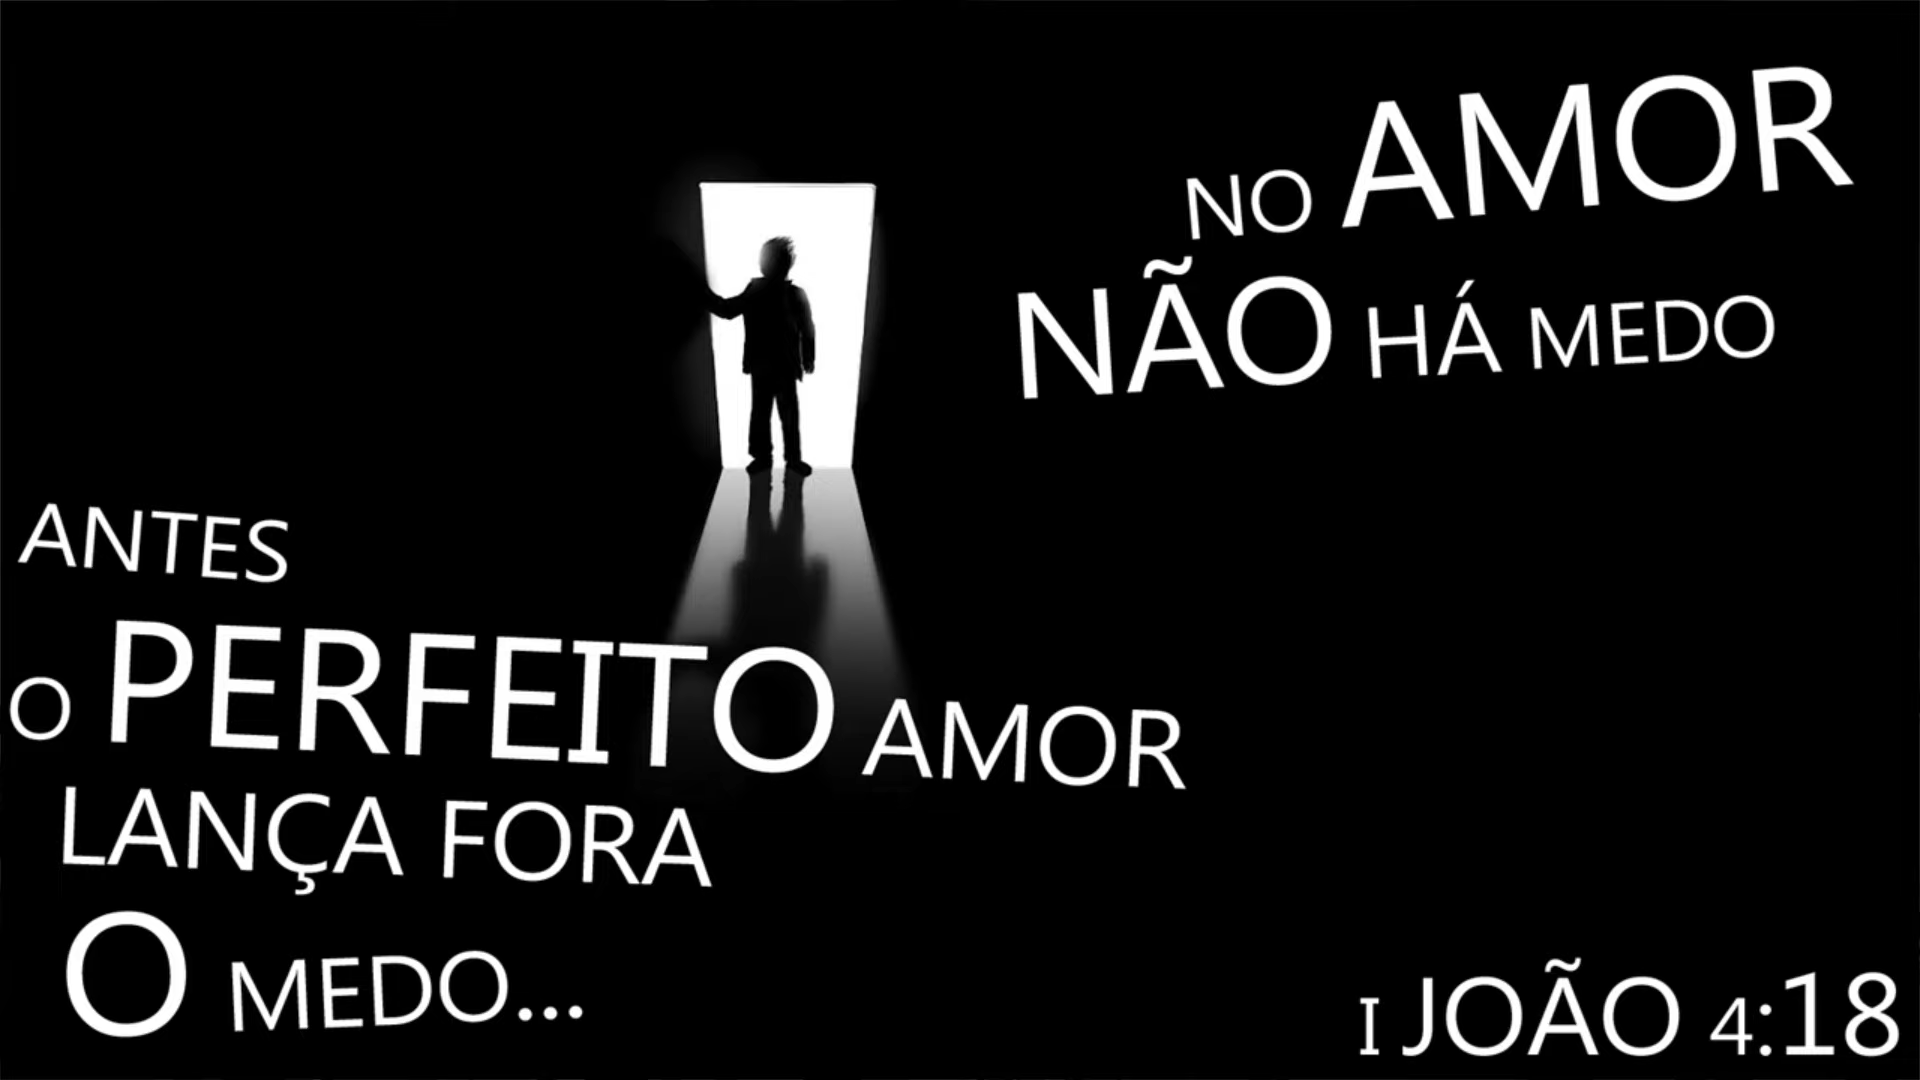 NO AMOR
NÃO HÁ MEDO
ANTES
O PERFEITO AMOR
LANÇA FORA
O MEDO...
I JOÃO 4:18